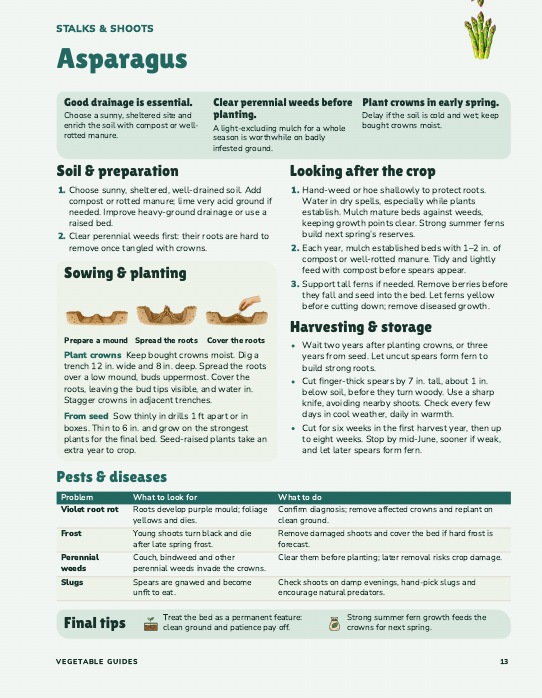 STALKS & SHOOTS
Asparagus
Good drainage is essential.
Choose a sunny, sheltered site and
enrich the soil with compost or well-
rotted manure.
Clear perennial weeds before
planting.
A light-excluding mulch for a whole
season is worthwhile on badly
infested ground.
Plant crowns in early spring.
Delay if the soil is cold and wet; keep
bought crowns moist.
Soil & preparation
1. Choose sunny, sheltered, well-drained soil. Add
compost or rotted manure; lime very acid ground if
needed. Improve heavy-ground drainage or use a
raised bed.
2. Clear perennial weeds first: their roots are hard to
remove once tangled with crowns.
Sowing & planting
Prepare a mound
Spread the roots
Cover the roots
Plant crowns Keep bought crowns moist. Dig a
trench 12 in. wide and 8 in. deep. Spread the roots
over a low mound, buds uppermost. Cover the
roots, leaving the bud tips visible, and water in.
Stagger crowns in adjacent trenches.
From seed Sow thinly in drills 1 ft apart or in
boxes. Thin to 6 in. and grow on the strongest
plants for the final bed. Seed-raised plants take an
extra year to crop.
Looking after the crop
1. Hand-weed or hoe shallowly to protect roots.
Water in dry spells, especially while plants
establish. Mulch mature beds against weeds,
keeping growth points clear. Strong summer ferns
build next spring's reserves.
2. Each year, mulch established beds with 1–2 in. of
compost or well-rotted manure. Tidy and lightly
feed with compost before spears appear.
3. Support tall ferns if needed. Remove berries before
they fall and seed into the bed. Let ferns yellow
before cutting down; remove diseased growth.
Harvesting & storage
• Wait two years after planting crowns, or three
years from seed. Let uncut spears form fern to
build strong roots.
• Cut finger-thick spears by 7 in. tall, about 1 in.
below soil, before they turn woody. Use a sharp
knife, avoiding nearby shoots. Check every few
days in cool weather, daily in warmth.
• Cut for six weeks in the first harvest year, then up
to eight weeks. Stop by mid-June, sooner if weak,
and let later spears form fern.
Pests & diseases
Problem
What to look for
What to do
Violet root rot
Roots develop purple mould; foliage
yellows and dies.
Confirm diagnosis; remove affected crowns and replant on
clean ground.
Frost
Young shoots turn black and die
after late spring frost.
Remove damaged shoots and cover the bed if hard frost is
forecast.
Perennial
weeds
Couch, bindweed and other
perennial weeds invade the crowns.
Clear them before planting; later removal risks crop damage.
Slugs
Spears are gnawed and become
unfit to eat.
Check shoots on damp evenings, hand-pick slugs and
encourage natural predators.
Final tips
Treat the bed as a permanent feature:
clean ground and patience pay off.
Strong summer fern growth feeds the
crowns for next spring.
VEGETABLE GUIDES
13